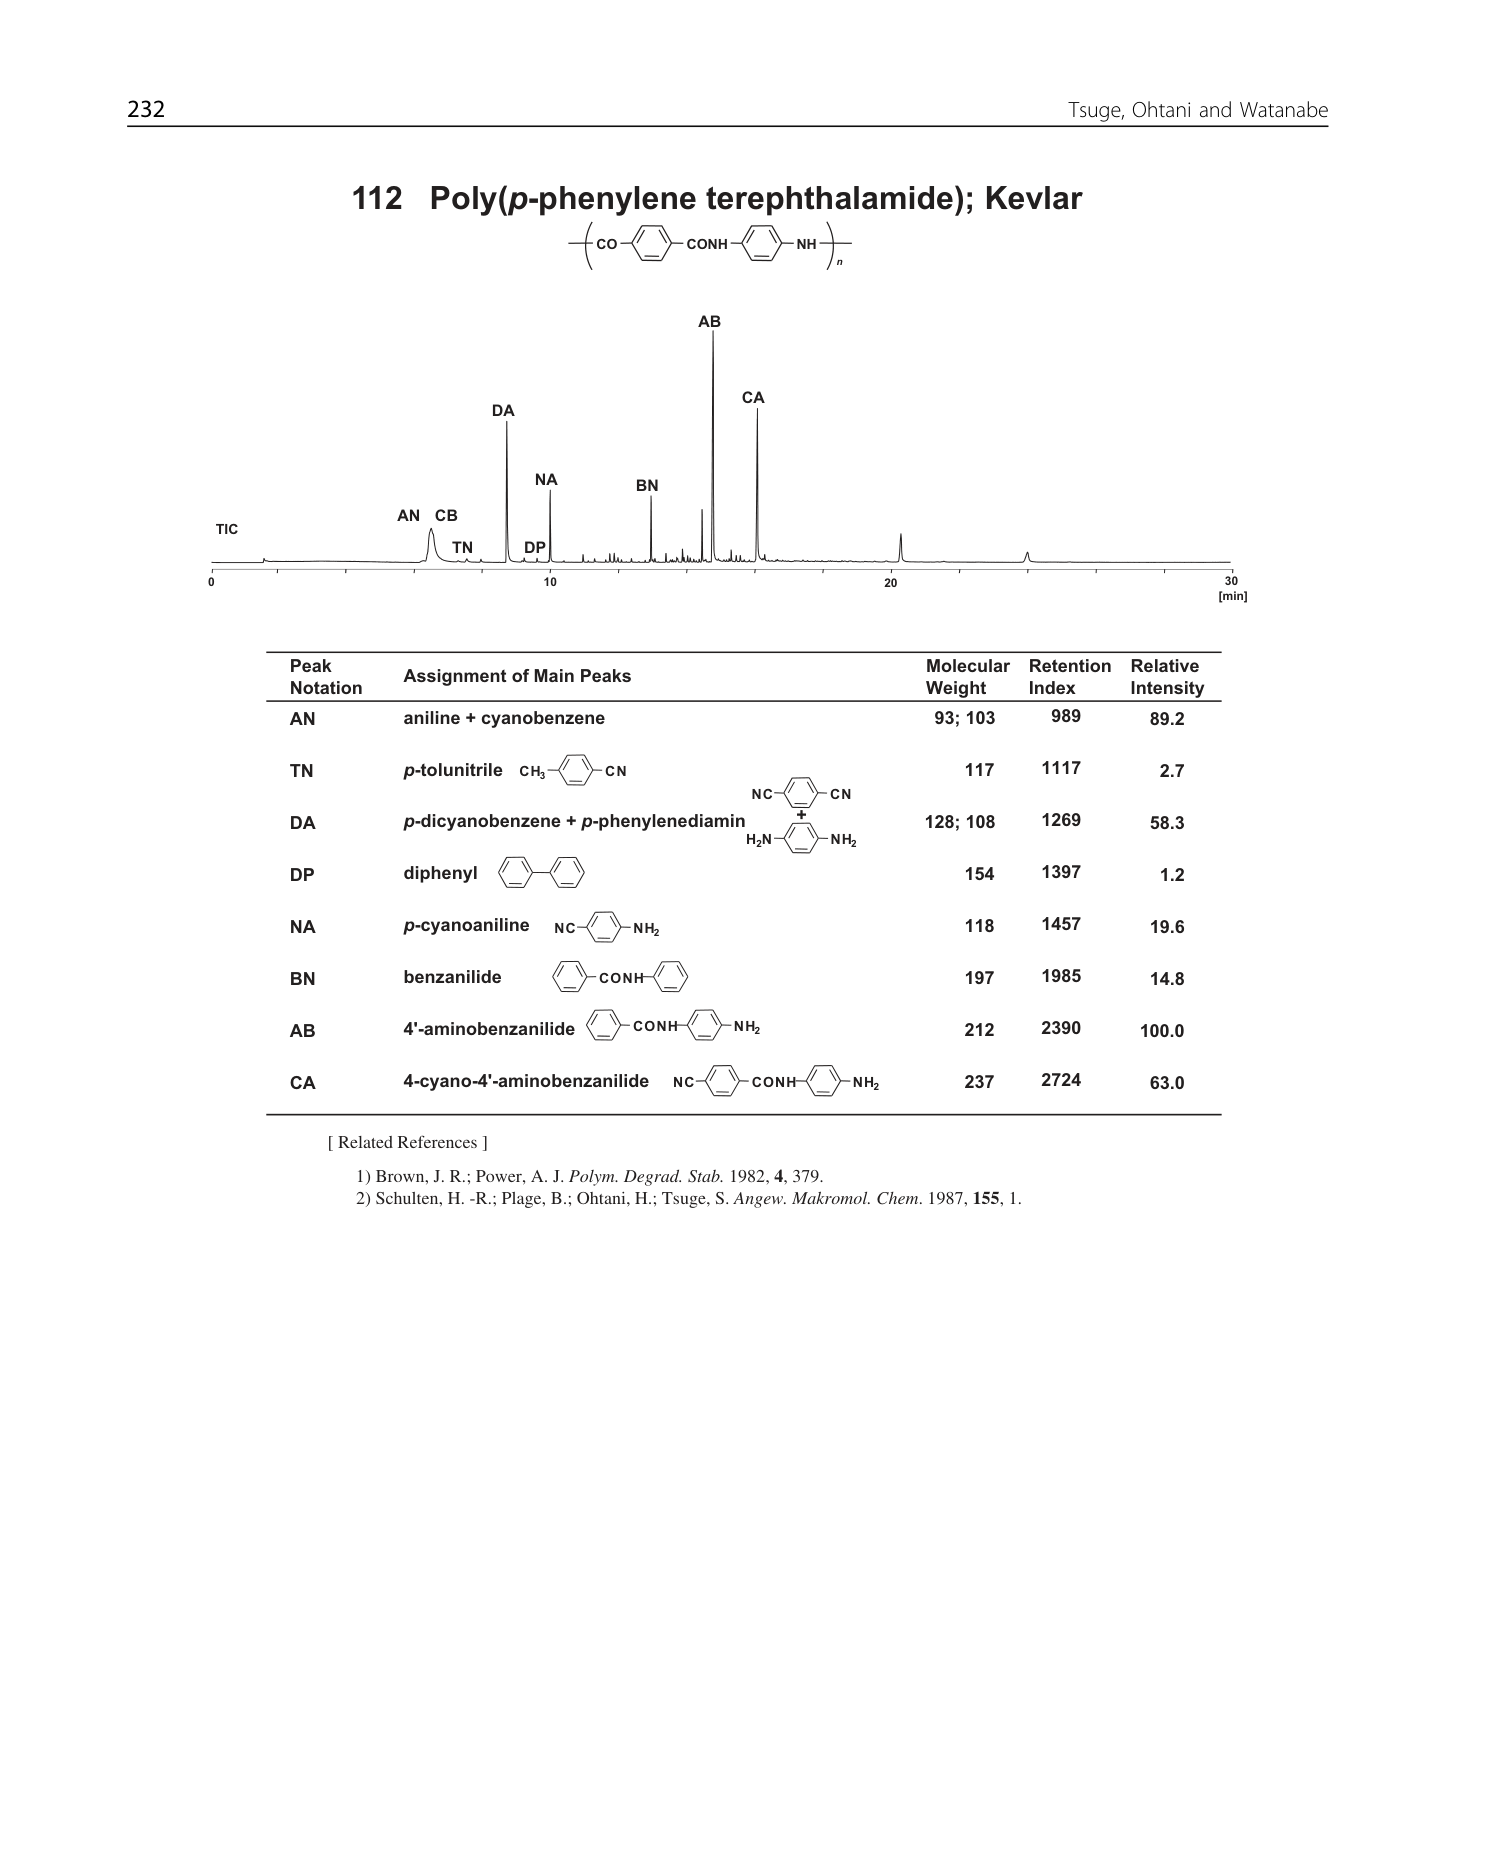 232 Tsuge, Ohtani and Watanabe
112 Poly(p-phenylene terephthalamide); Kevlar
CO CONH NH n
AB
CA
DA
NA
BN
AN CB
TIC
TN DP
0 10 20 30
[min]
Peak Notation Assignment of Main Peaks Molecular Weight Retention Index Relative Intensity
AN aniline + cyanobenzene 93; 103 989 89.2
TN p-tolunitrile CH3 CN 117 1117 2.7
DA p-dicyanobenzene + p-phenylenediamin NC CN + H2N NH2 128; 108 1269 58.3
DP diphenyl 154 1397 1.2
NA p-cyanoaniline NC NH2 118 1457 19.6
BN benzanilide CONH 197 1985 14.8
AB 4'-aminobenzanilide CONH NH2 212 2390 100.0
CA 4-cyano-4'-aminobenzanilide NC CONH NH2 237 2724 63.0
[ Related References ]
1) Brown, J. R.; Power, A. J. Polym. Degrad. Stab. 1982, 4, 379.
2) Schulten, H. -R.; Plage, B.; Ohtani, H.; Tsuge, S. Angew. Makromol. Chem. 1987, 155, 1.